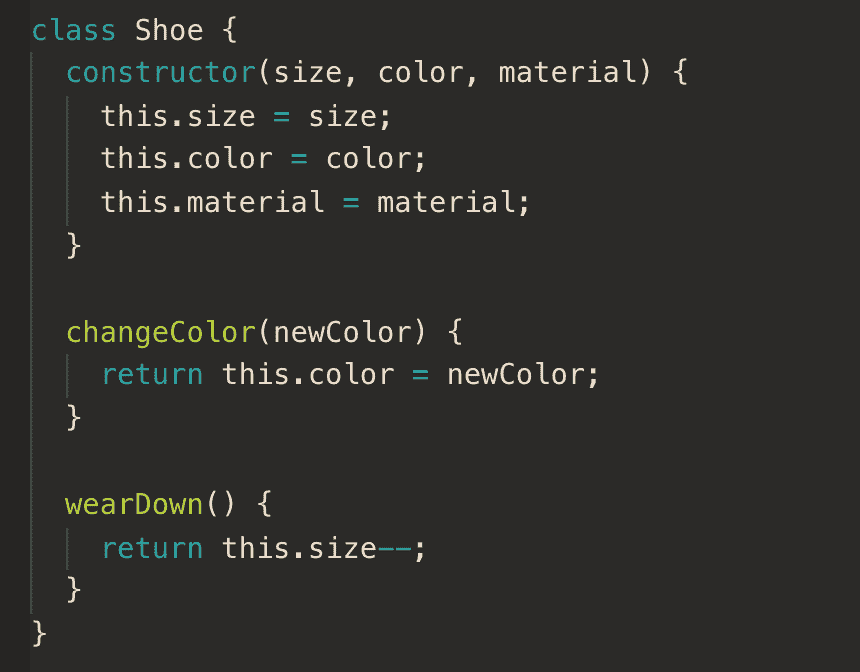 class Shoe {
  constructor(size, color, material) {
    this.size = size;
    this.color = color;
    this.material = material;
  }

  changeColor(newColor) {
    return this.color = newColor;
  }

  wearDown() {
    return this.size--;
  }
}